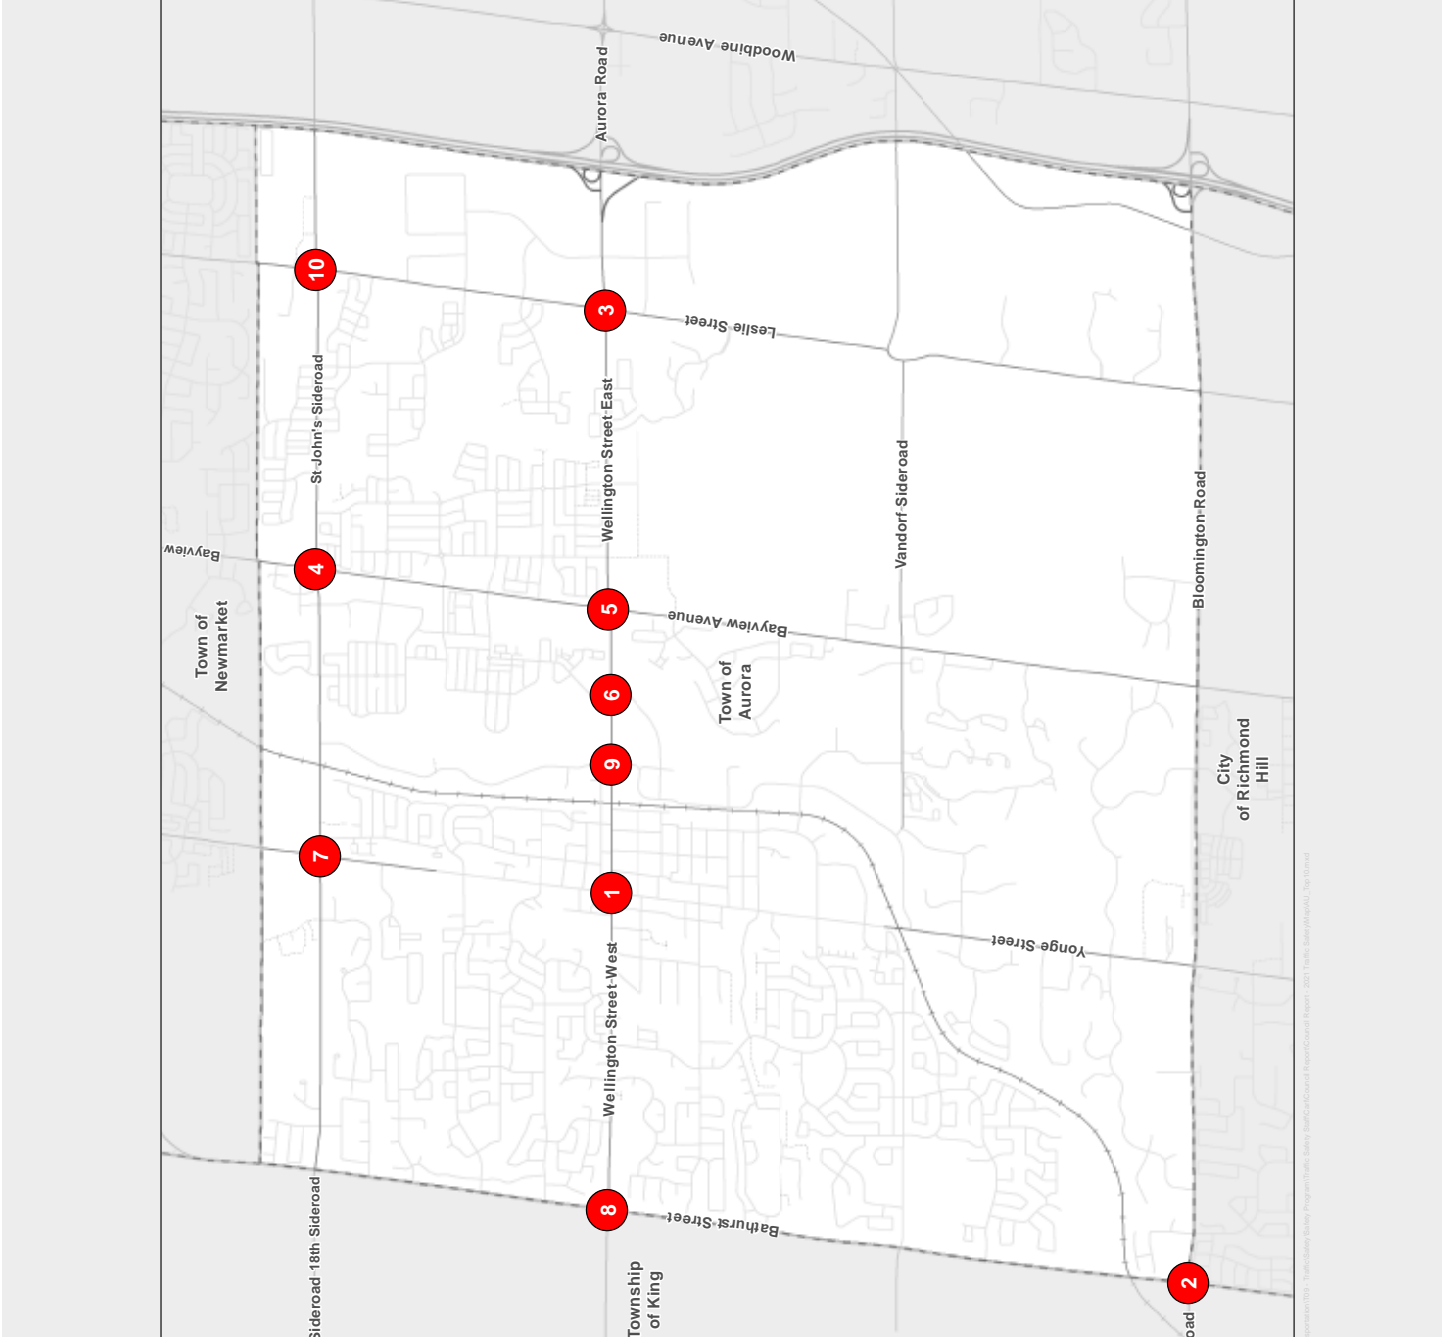 Woodbine Avenue
Aurora Road
10
3
Leslie Street
St John's Sideroad
Wellington Street East
Vandorf Sideroad
Bloomington Road
Bayview
4
5
Bayview Avenue
Town of
Newmarket
6
Town of
Aurora
9
City
of Richmond
Hill
7
1
Yonge Street
Wellington Street West
8
Bathurst Street
Sideroad 18th Sideroad
Township
of King
2
oad